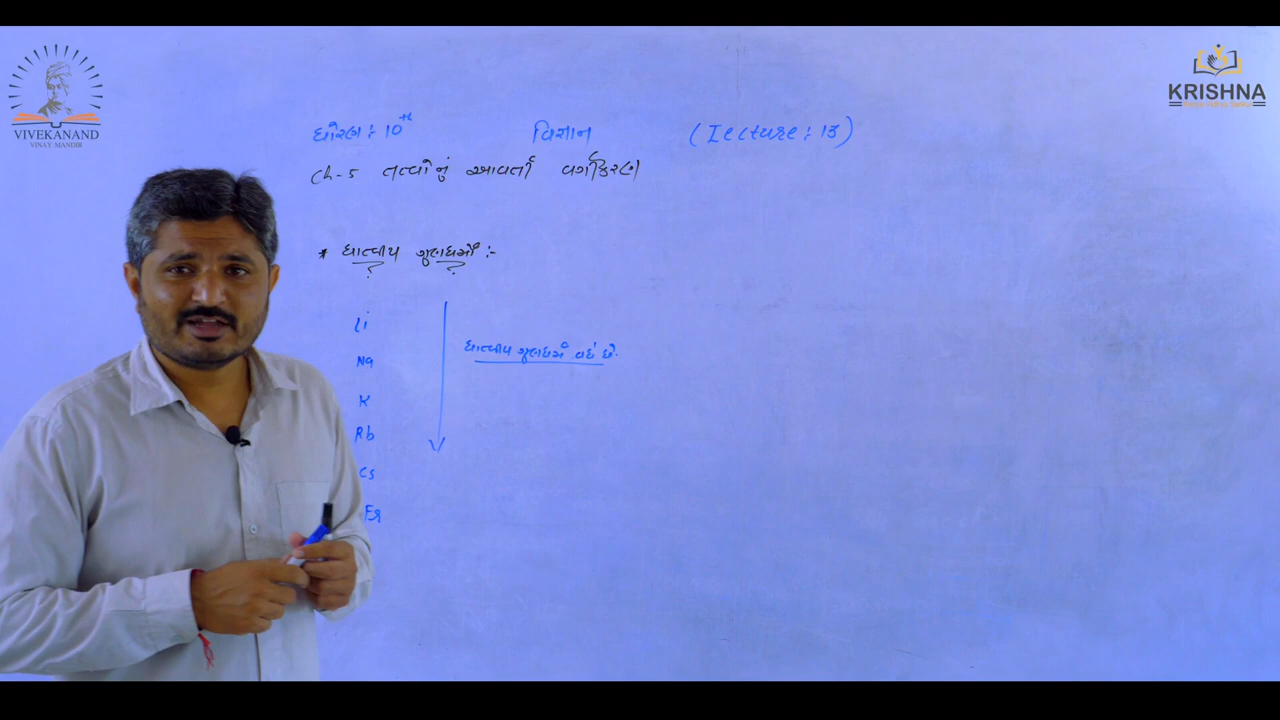 VIVEKANAND
VINAY MANDIR
KRISHNA
ધોરણ : 10th વિજ્ઞાન (Lecture : 13)
Ch-5 તત્વોનું આવર્તી વર્ગીકરણ
* ધાત્વીય ગુણધર્મો :-
Li
Na
K
Rb
Cs
Fr
ધાત્વીય ગુણધર્મ વધે છે.